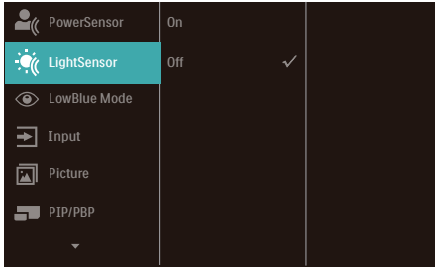 PowerSensor
On
LightSensor
Off
LowBlue Mode
Input
Picture
PIP/PBP